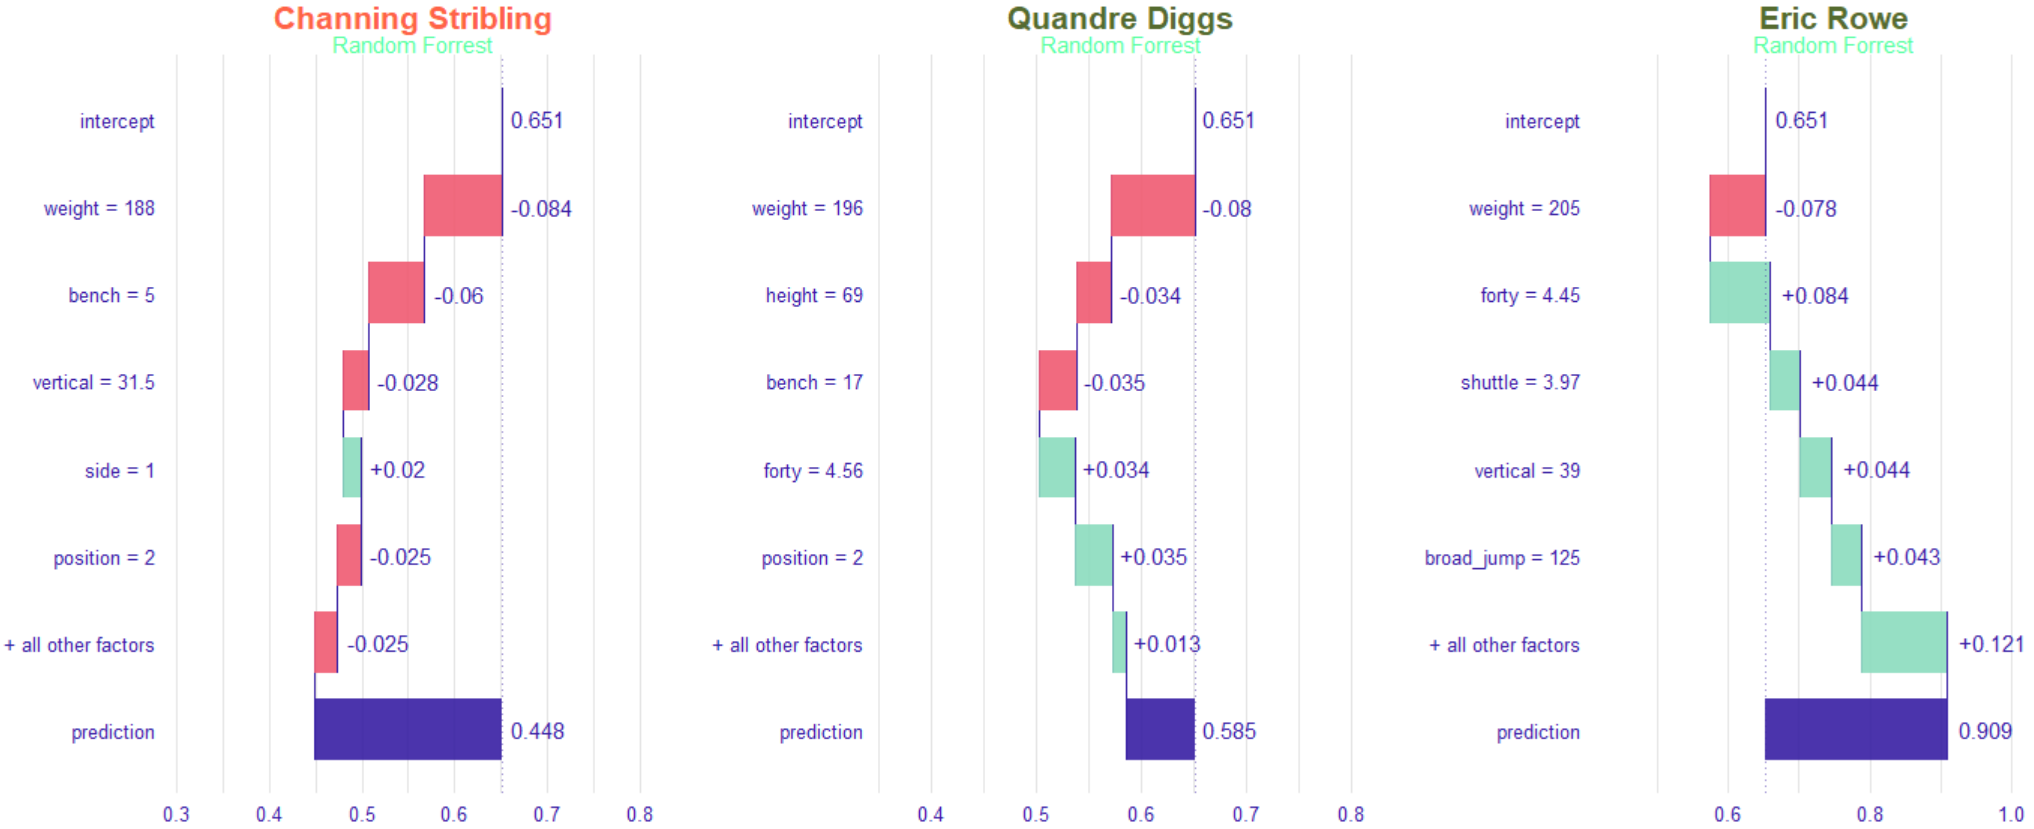 Channing Stribling
Random Forrest
intercept
0.651
weight = 188
-0.084
bench = 5
-0.06
vertical = 31.5
-0.028
side = 1
+0.02
position = 2
-0.025
+ all other factors
-0.025
prediction
0.448
0.3 0.4 0.5 0.6 0.7 0.8
Quandre Diggs
Random Forrest
intercept
0.651
weight = 196
-0.08
height = 69
-0.034
bench = 17
-0.035
forty = 4.56
+0.034
position = 2
+0.035
+ all other factors
+0.013
prediction
0.585
0.4 0.5 0.6 0.7 0.8
Eric Rowe
Random Forrest
intercept
0.651
weight = 205
-0.078
forty = 4.45
+0.084
shuttle = 3.97
+0.044
vertical = 39
+0.044
broad_jump = 125
+0.043
+ all other factors
+0.121
prediction
0.909
0.6 0.8 1.0